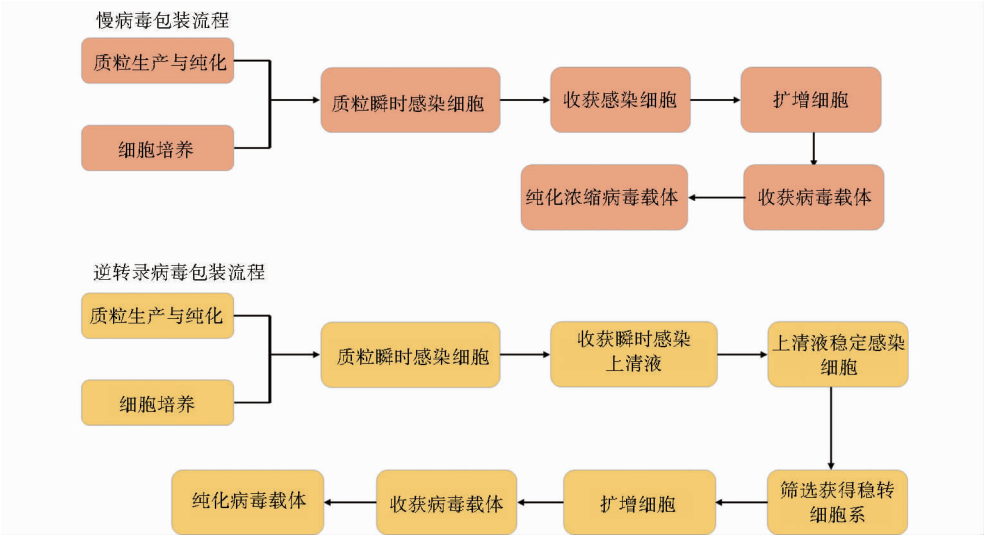 慢病毒包装流程
质粒生产与纯化
细胞培养
质粒瞬时感染细胞
收获感染细胞
扩增细胞
收获病毒载体
纯化浓缩病毒载体
逆转录病毒包装流程
质粒生产与纯化
细胞培养
质粒瞬时感染细胞
收获瞬时感染
上清液
上清液稳定感染
细胞
筛选获得稳转
细胞系
扩增细胞
收获病毒载体
纯化病毒载体